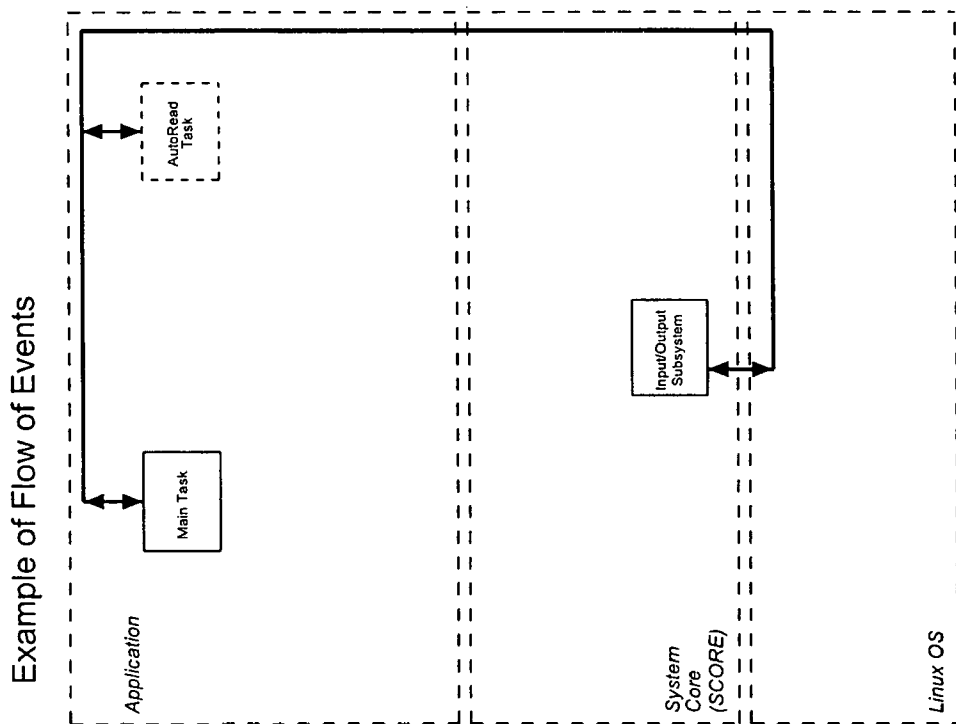 Example of Flow of Events
Application
Main Task
AutoRead
Task
System
Core
(SCORE)
Input/Output
Subsystem
Linux OS